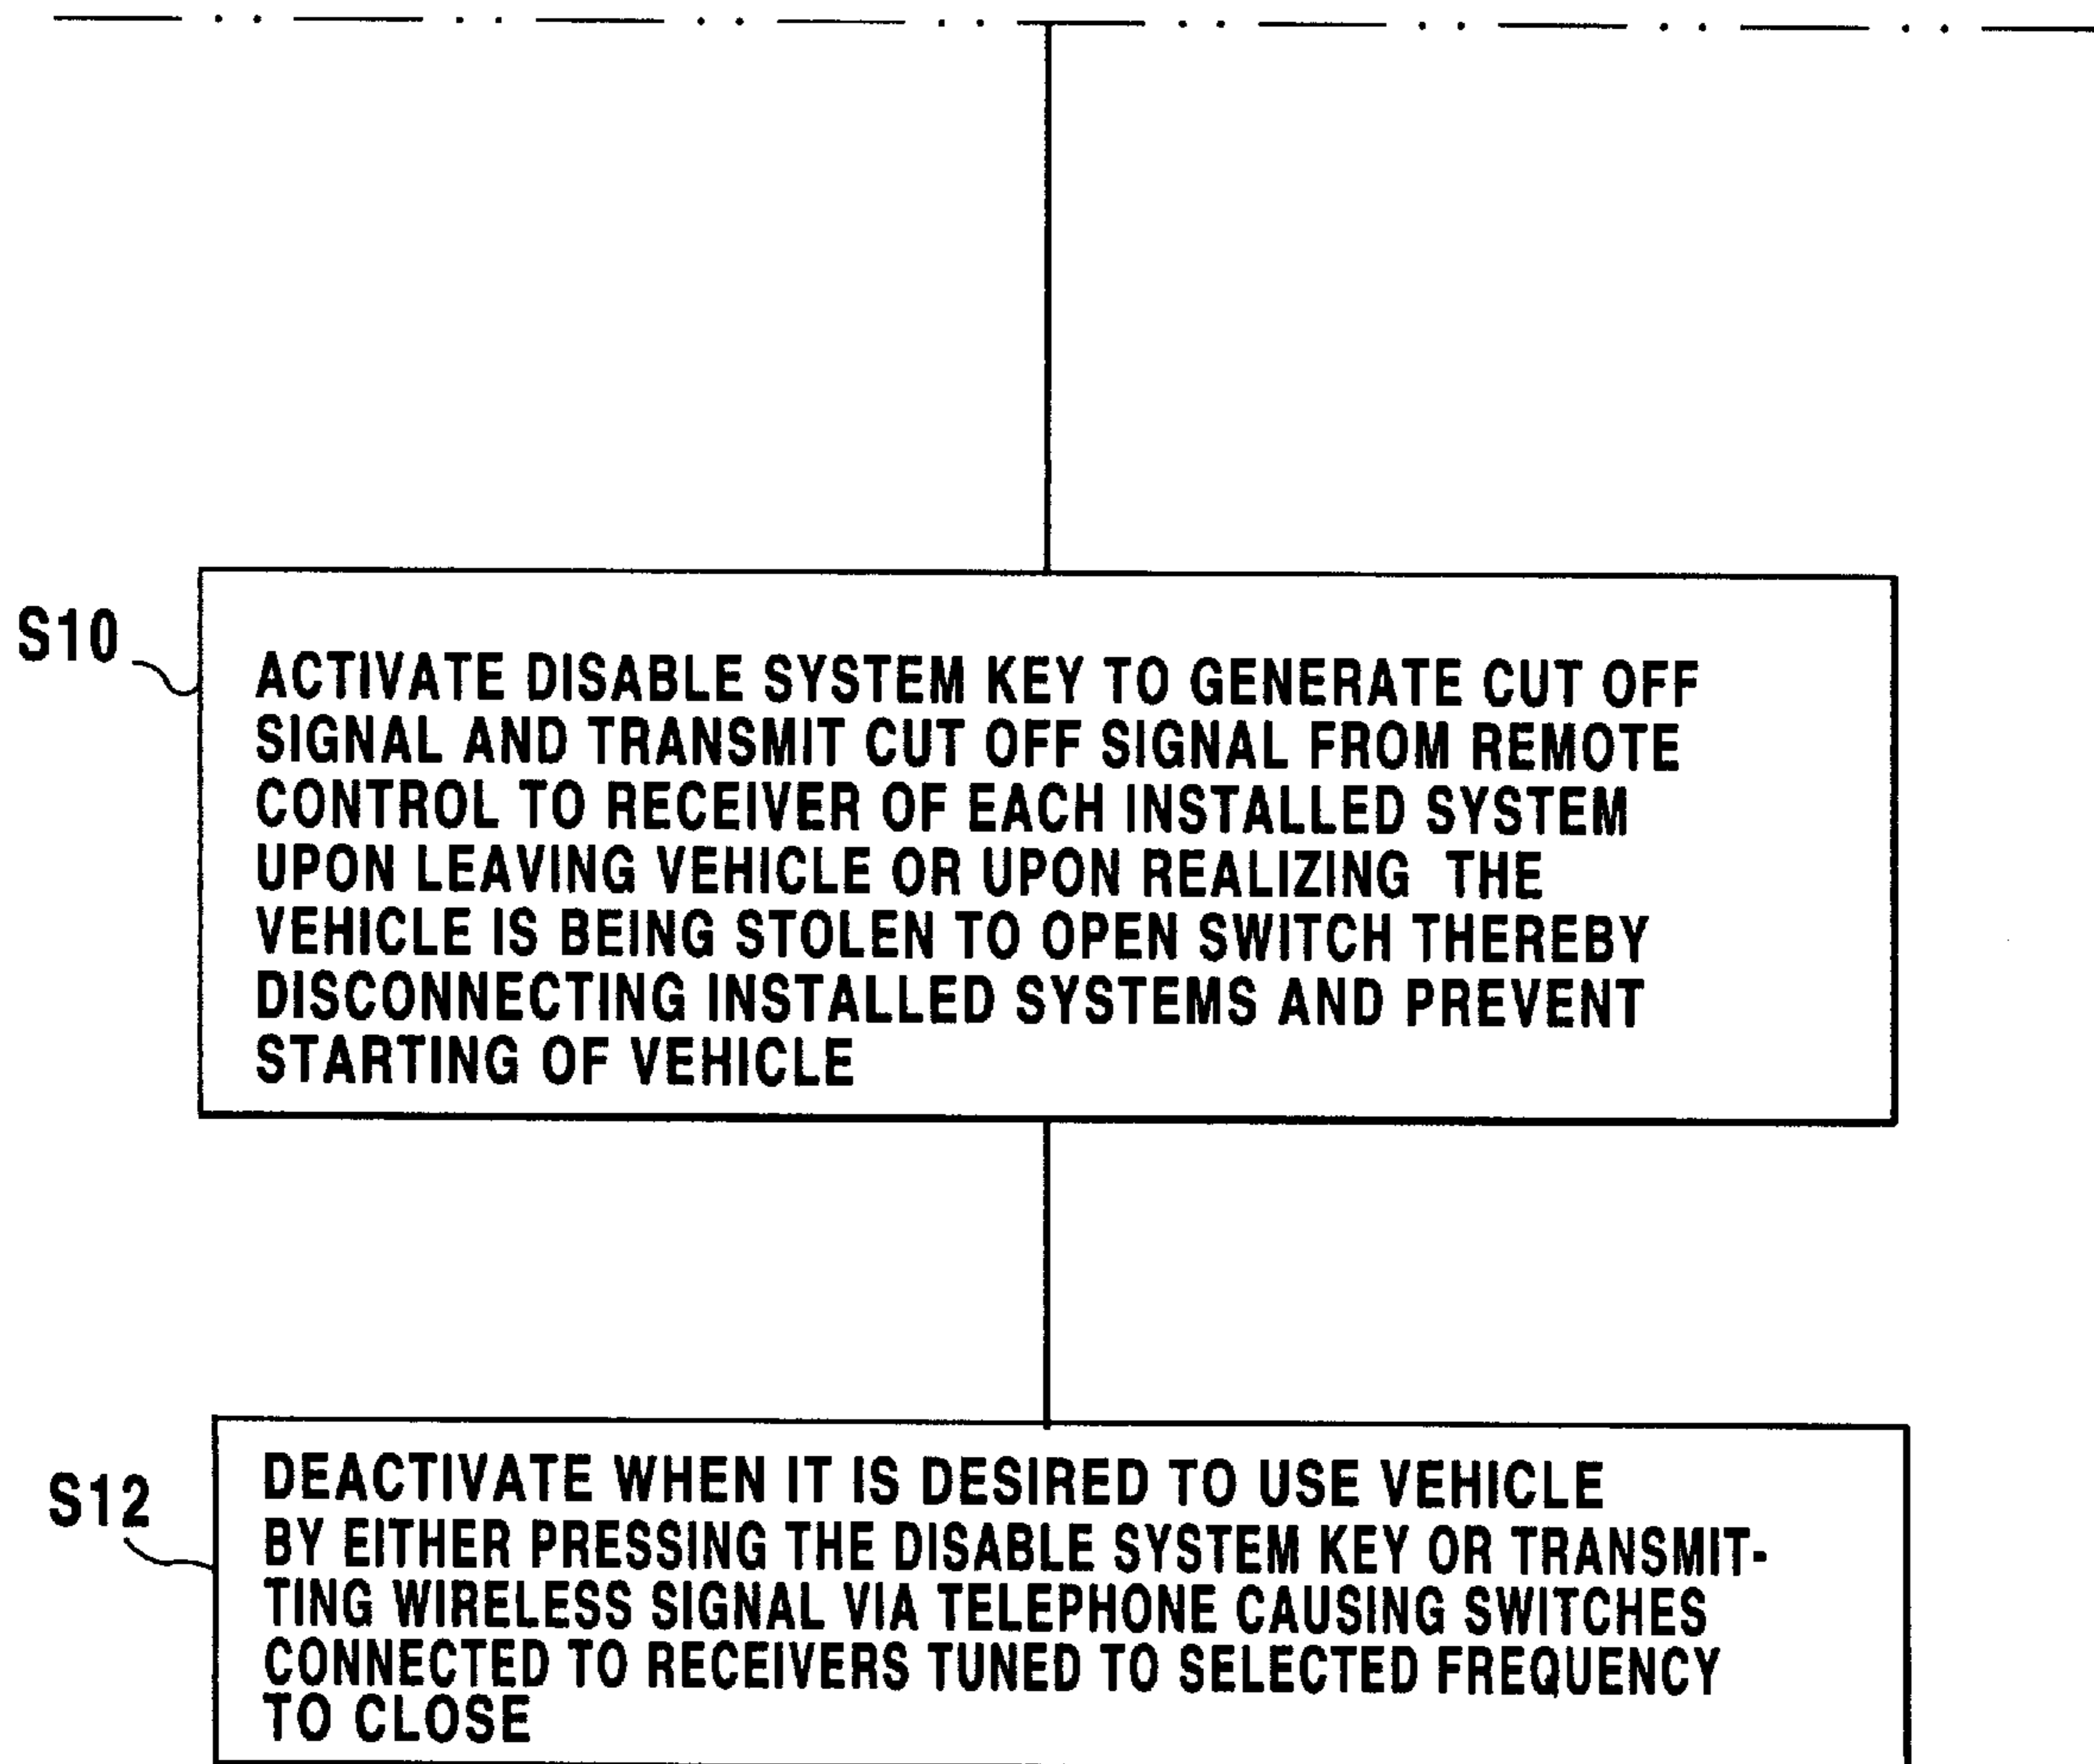 S10
ACTIVATE DISABLE SYSTEM KEY TO GENERATE CUT OFF
SIGNAL AND TRANSMIT CUT OFF SIGNAL FROM REMOTE
CONTROL TO RECEIVER OF EACH INSTALLED SYSTEM
UPON LEAVING VEHICLE OR UPON REALIZING THE
VEHICLE IS BEING STOLEN TO OPEN SWITCH THEREBY
DISCONNECTING INSTALLED SYSTEMS AND PREVENT
STARTING OF VEHICLE
S12
DEACTIVATE WHEN IT IS DESIRED TO USE VEHICLE
BY EITHER PRESSING THE DISABLE SYSTEM KEY OR TRANSMIT-
TING WIRELESS SIGNAL VIA TELEPHONE CAUSING SWITCHES
CONNECTED TO RECEIVERS TUNED TO SELECTED FREQUENCY
TO CLOSE